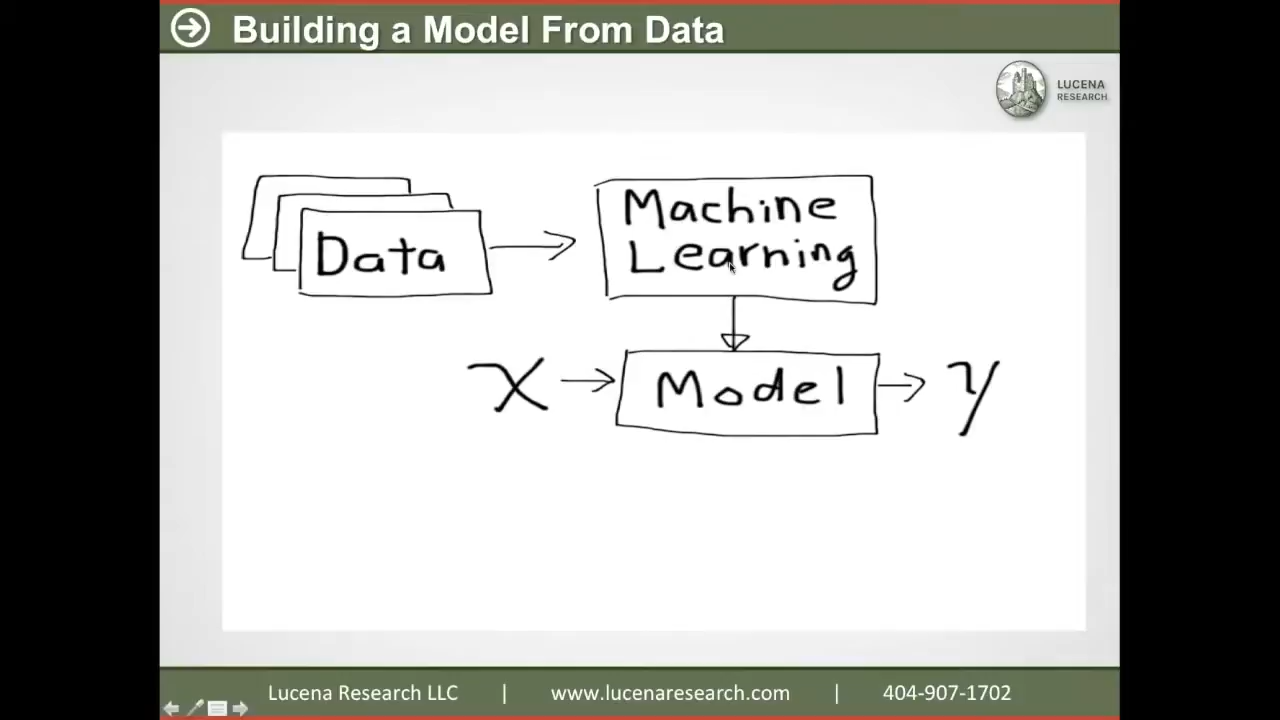 Building a Model From Data
LUCENA
RESEARCH
Data
Machine
Learning
X
Model
y
Lucena Research LLC | www.lucenaresearch.com | 404-907-1702